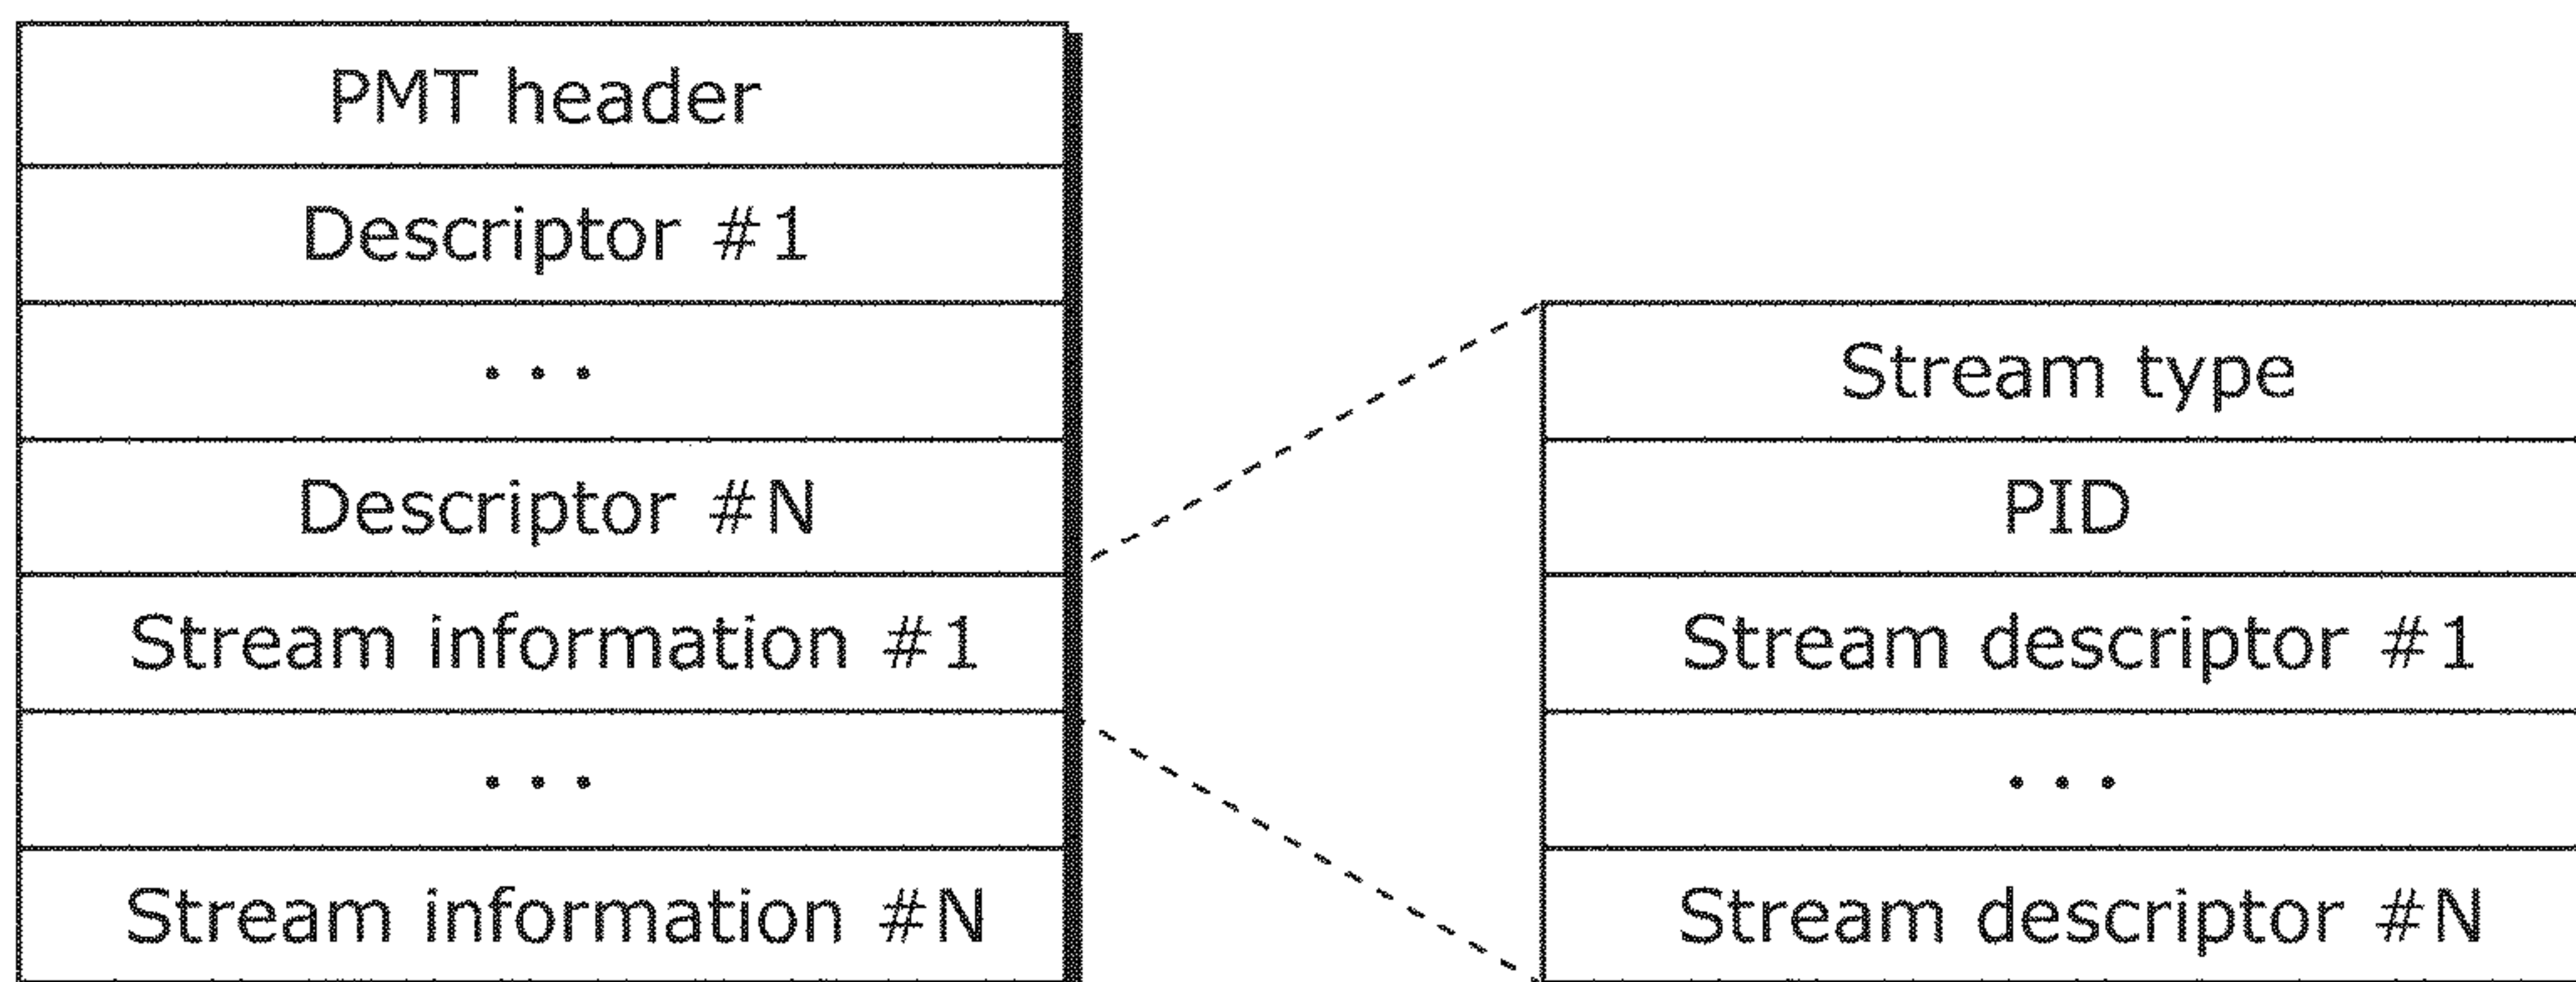 PMT header
Descriptor #1
...
Descriptor #N
Stream information #1
...
Stream information #N
Stream type
PID
Stream descriptor #1
...
Stream descriptor #N